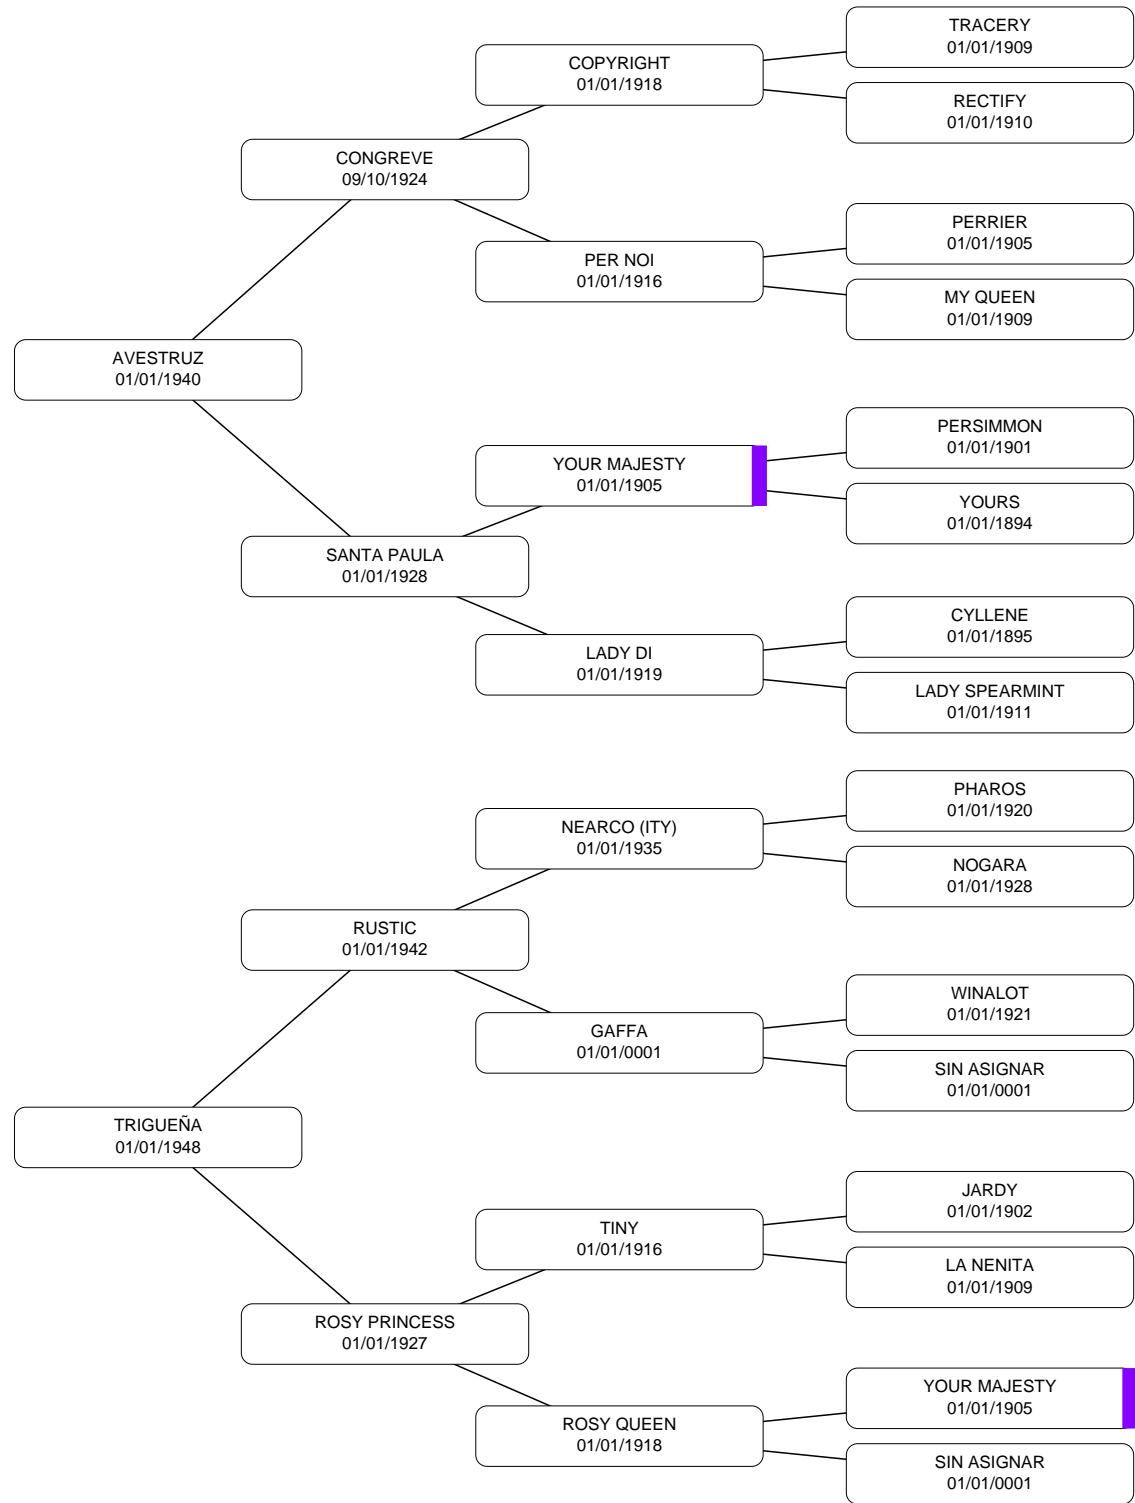 TRACERY
01/01/1909
COPYRIGHT
01/01/1918
RECTIFY
01/01/1910
CONGREVE
09/10/1924
PERRIER
01/01/1905
PER NOI
01/01/1916
MY QUEEN
01/01/1909
AVESTRUZ
01/01/1940
PERSIMMON
01/01/1901
YOUR MAJESTY
01/01/1905
YOURS
01/01/1894
SANTA PAULA
01/01/1928
CYLLENE
01/01/1895
LADY DI
01/01/1919
LADY SPEARMINT
01/01/1911
PHAROS
01/01/1920
NEARCO (ITY)
01/01/1935
NOGARA
01/01/1928
RUSTIC
01/01/1942
WINALOT
01/01/1921
GAFFA
01/01/0001
SIN ASIGNAR
01/01/0001
TRIGUEÑA
01/01/1948
JARDY
01/01/1902
TINY
01/01/1916
LA NENITA
01/01/1909
ROSY PRINCESS
01/01/1927
YOUR MAJESTY
01/01/1905
ROSY QUEEN
01/01/1918
SIN ASIGNAR
01/01/0001